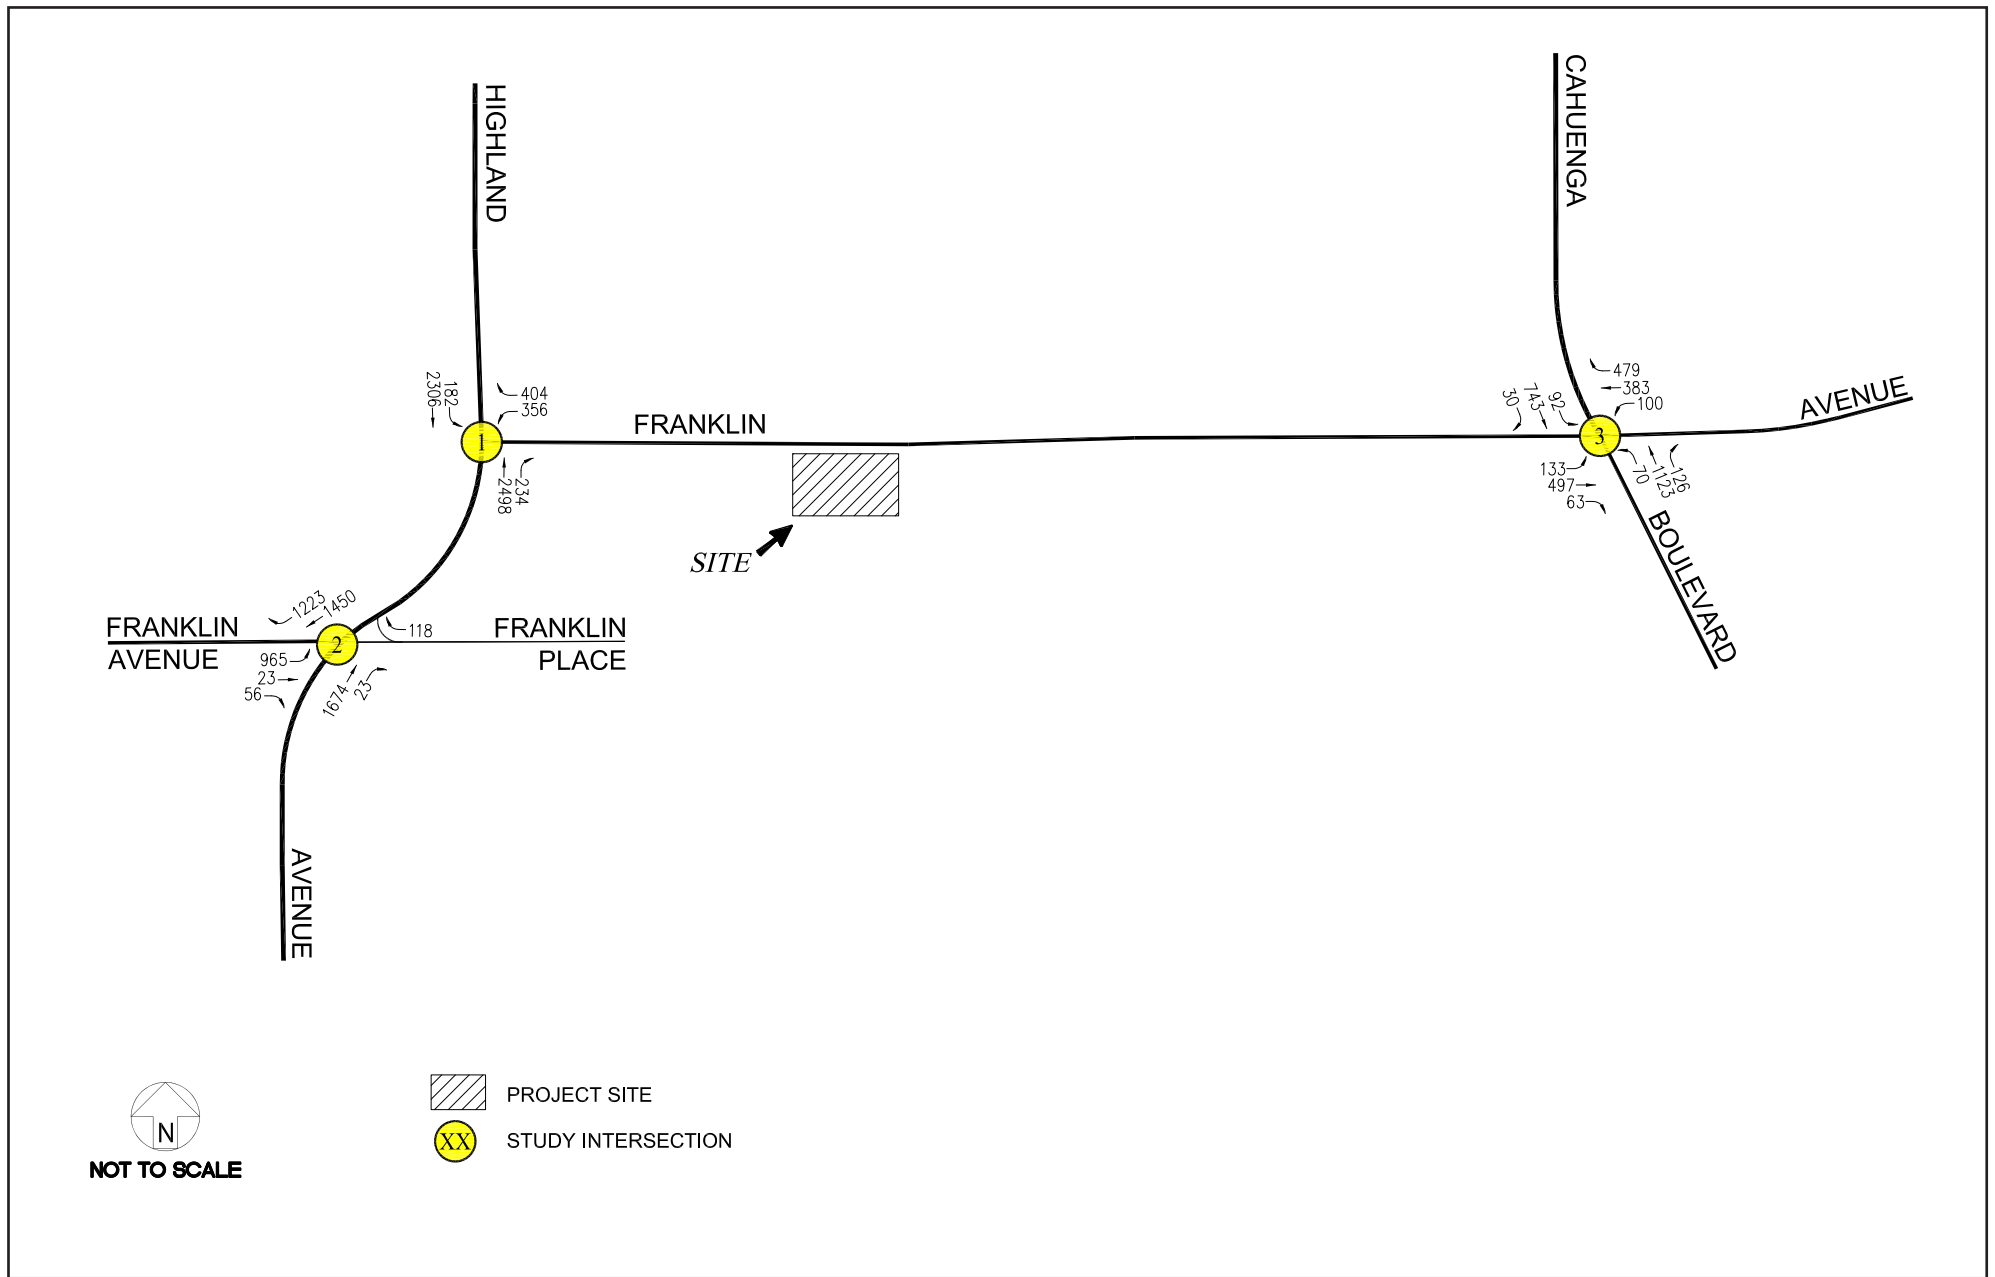 HIGHLAND
CAHUENGA
479
383
100
30
743
92
AVENUE
2306
182
404
356
FRANKLIN
1
3
234
2498
133
497
63
70
1123
126
SITE
BOULEVARD
1223
1450
FRANKLIN
AVENUE
2
118
FRANKLIN
PLACE
965
23
56
1674
23
AVENUE
N
NOT TO SCALE
PROJECT SITE
XX
STUDY INTERSECTION